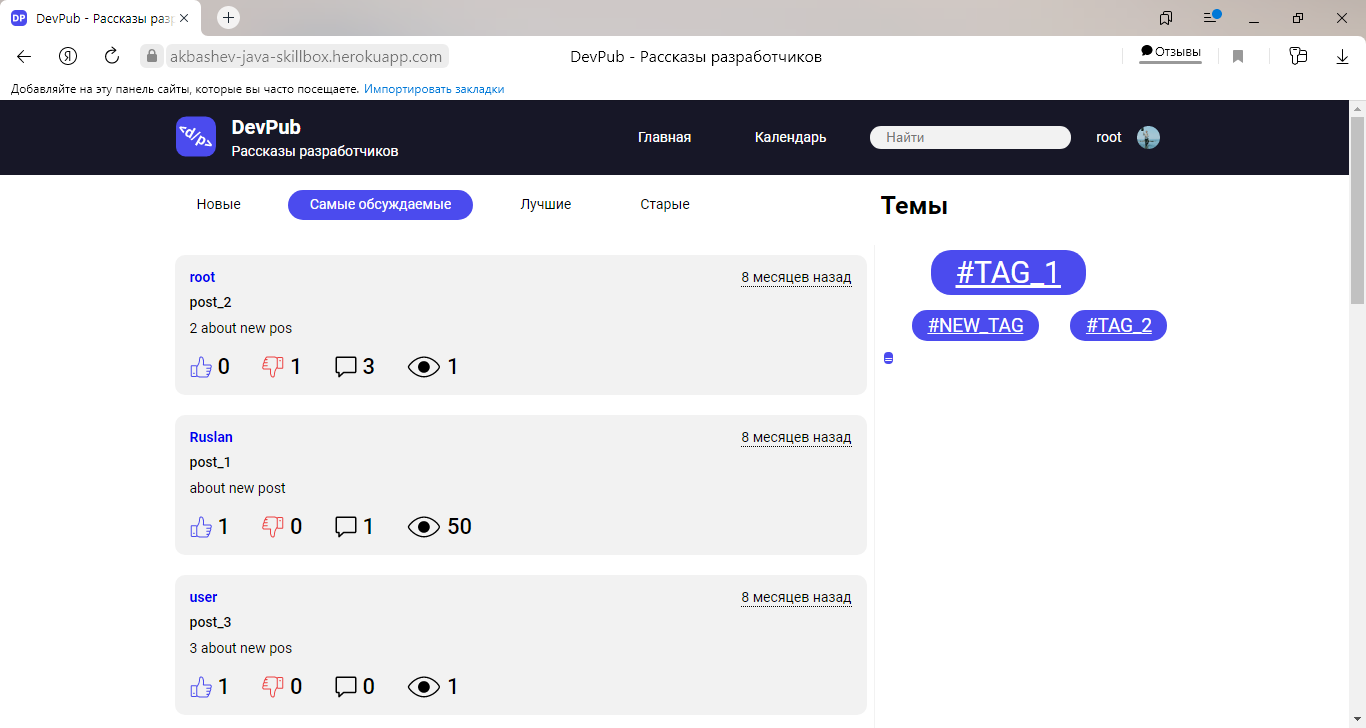 DP DevPub - Рассказы раз
akbashev-java-skillbox.herokuapp.com
DevPub - Рассказы разработчиков
Отзывы
Добавляйте на эту панель сайты, которые вы часто посещаете. Импортировать закладки
<d/p>
DevPub
Рассказы разработчиков
Главная
Календарь
Найти
root
Новые
Самые обсуждаемые
Лучшие
Старые
Темы
root
8 месяцев назад
post_2
2 about new pos
0 1 3 1
Ruslan
8 месяцев назад
post_1
about new post
1 0 1 50
user
8 месяцев назад
post_3
3 about new pos
1 0 0 1
#TAG_1
#NEW_TAG
#TAG_2